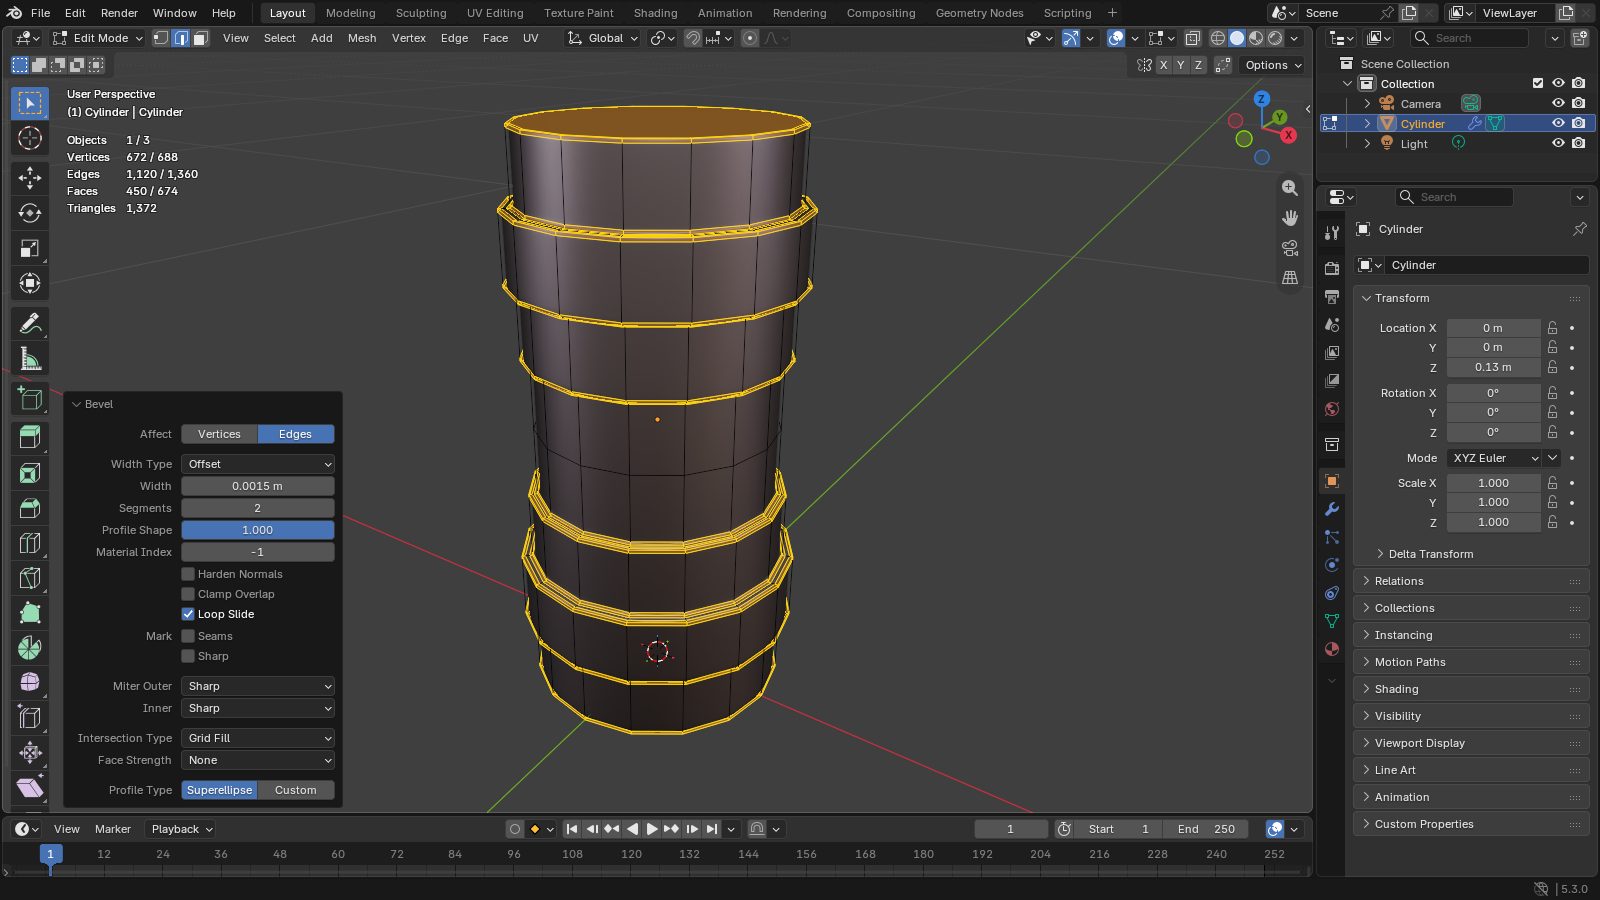 File Edit Render Window Help Layout Modeling Sculpting UV Editing Texture Paint Shading Animation Rendering Compositing Geometry Nodes Scripting + Scene ViewLayer
Edit Mode View Select Add Mesh Vertex Edge Face UV Global Search
X Y Z Options
User Perspective
(1) Cylinder | Cylinder
Objects 1 / 3
Vertices 672 / 688
Edges 1,120 / 1,360
Faces 450 / 674
Triangles 1,372
Z
Y
X
Bevel
Affect Vertices Edges
Width Type Offset
Width 0.0015 m
Segments 2
Profile Shape 1.000
Material Index -1
Harden Normals
Clamp Overlap
Loop Slide
Mark Seams
Sharp
Miter Outer Sharp
Inner Sharp
Intersection Type Grid Fill
Face Strength None
Profile Type Superellipse Custom
Scene Collection
Collection
Camera
Cylinder
Light
Search
Cylinder
Cylinder
Transform
Location X 0 m
Y 0 m
Z 0.13 m
Rotation X 0°
Y 0°
Z 0°
Mode XYZ Euler
Scale X 1.000
Y 1.000
Z 1.000
Delta Transform
Relations
Collections
Instancing
Motion Paths
Shading
Visibility
Viewport Display
Line Art
Animation
Custom Properties
View Marker Playback 1 Start 1 End 250
1 12 24 36 48 60 72 84 96 108 120 132 144 156 168 180 192 204 216 228 240 252
5.3.0